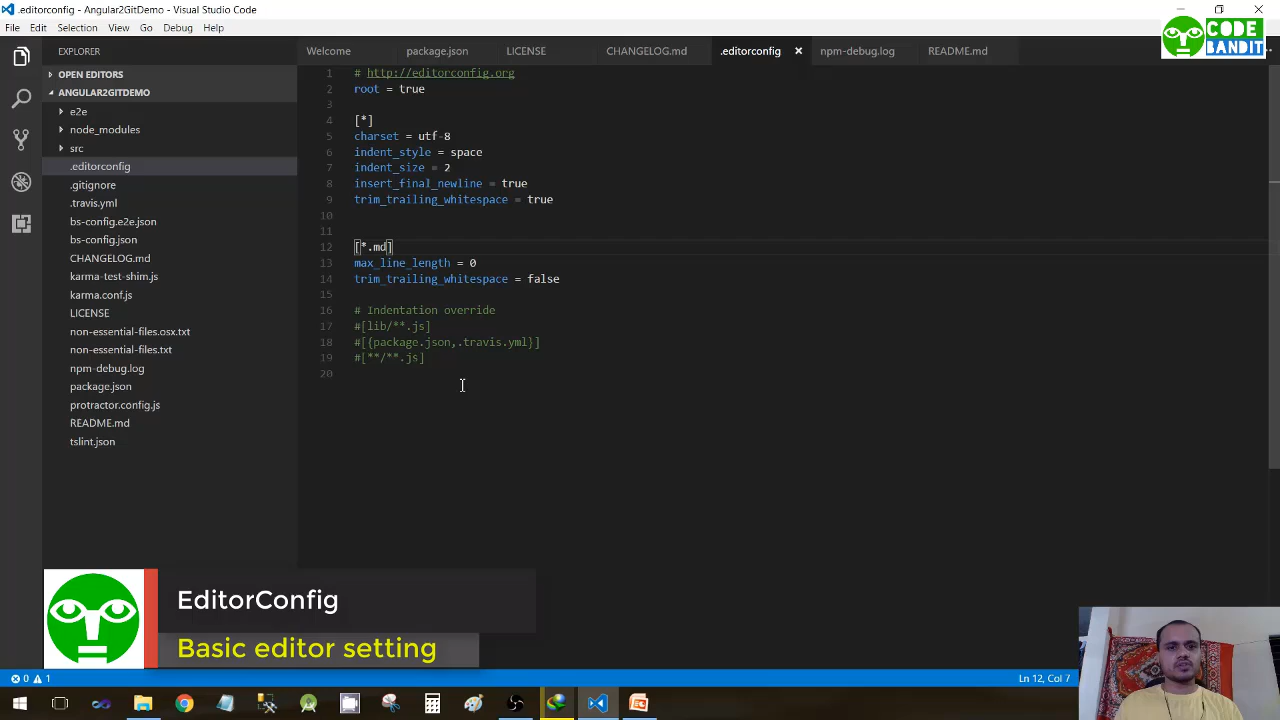 .editorconfig - Angular2GitDemo - Visual Studio Code
File Edit Selection View Go Debug Help
CODE
BANDIT
EXPLORER
Welcome package.json LICENSE CHANGELOG.md .editorconfig npm-debug.log README.md
OPEN EDITORS
ANGULAR2GITDEMO
e2e
node_modules
src
.editorconfig
.gitignore
.travis.yml
bs-config.e2e.json
bs-config.json
CHANGELOG.md
karma-test-shim.js
karma.conf.js
LICENSE
non-essential-files.osx.txt
non-essential-files.txt
npm-debug.log
package.json
protractor.config.js
README.md
tslint.json
1 # http://editorconfig.org
2 root = true
3
4 [*]
5 charset = utf-8
6 indent_style = space
7 indent_size = 2
8 insert_final_newline = true
9 trim_trailing_whitespace = true
10
11
12 [*.md]
13 max_line_length = 0
14 trim_trailing_whitespace = false
15
16 # Indentation override
17 #[lib/**.js]
18 #[{package.json,.travis.yml}]
19 #[**/**.js]
20
EditorConfig
Basic editor setting
0 1 Ln 12, Col 7